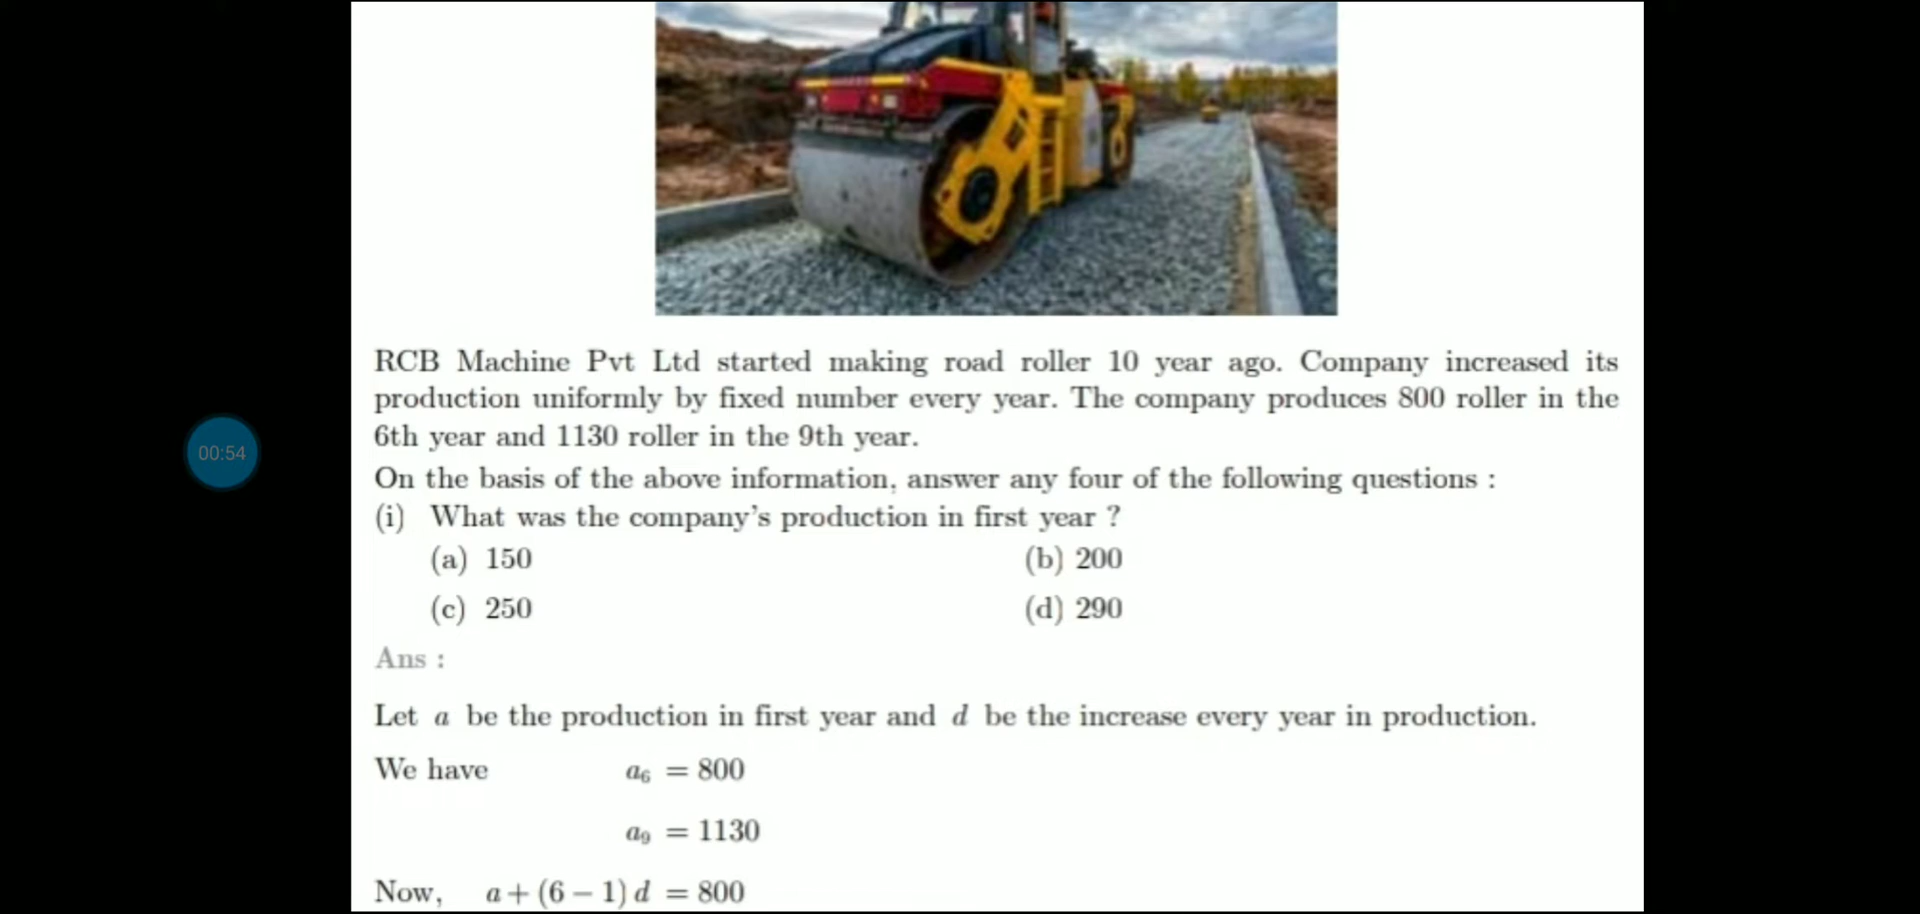 RCB Machine Pvt Ltd started making road roller 10 year ago. Company increased its
production uniformly by fixed number every year. The company produces 800 roller in the
6th year and 1130 roller in the 9th year.
On the basis of the above information, answer any four of the following questions :
(i) What was the company's production in first year ?
(a) 150 (b) 200
(c) 250 (d) 290
00:54
Ans :
Let a be the production in first year and d be the increase every year in production.
We have a₆ = 800
a₉ = 1130
Now, a + (6 − 1) d = 800